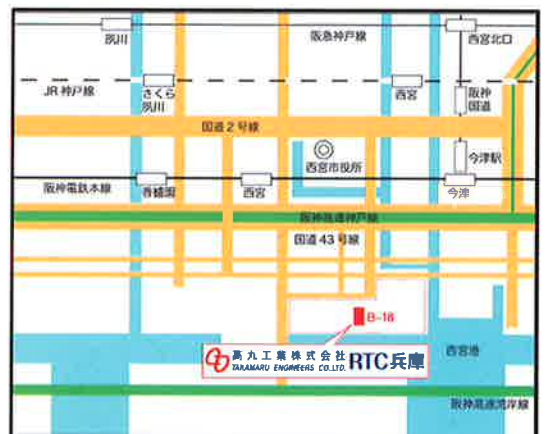 阪急神戸線
夙川
西宮北口
JR 神戸線
さくら
夙川
西宮
阪神
国道
国道2号線
西宮市役所
今津駅
阪神電鉄本線
香櫨園
西宮
今津
阪神高速神戸線
国道43号線
B-18
高丸工業株式会社
TAKAMARU ENGINEERS CO.LTD.
RTC兵庫
西宮港
阪神高速湾岸線